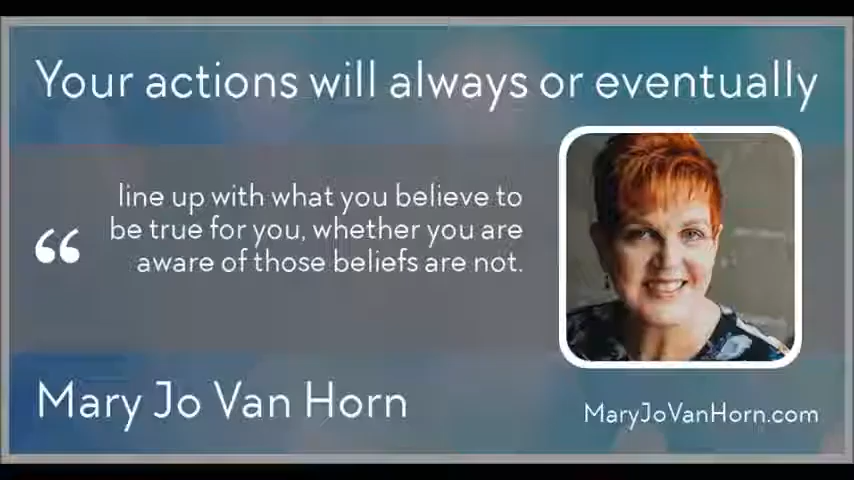 Your actions will always or eventually
“ line up with what you believe to
be true for you, whether you are
aware of those beliefs are not.
Mary Jo Van Horn
MaryJoVanHorn.com